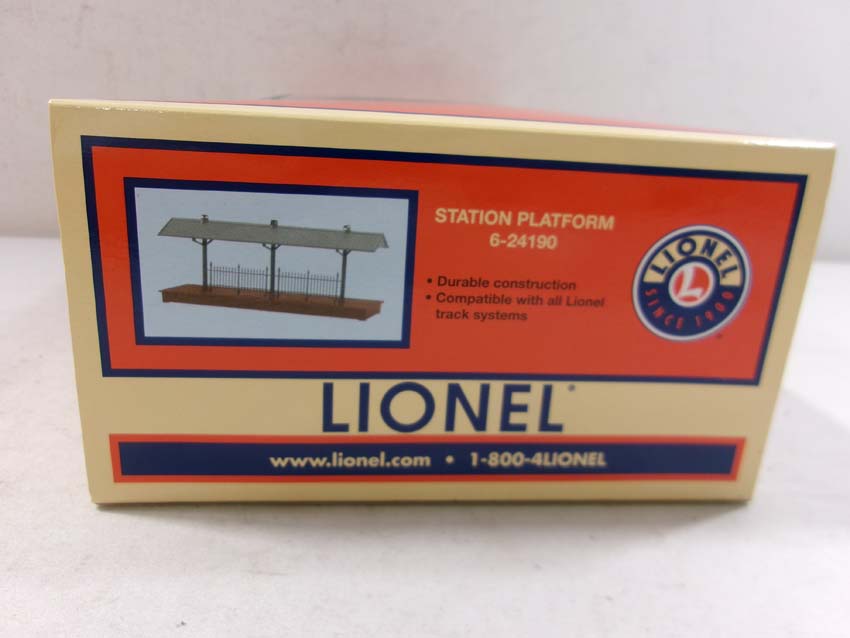 STATION PLATFORM
6-24190
• Durable construction
• Compatible with all Lionel
track systems
LIONEL
SINCE 1900
L
LIONEL
www.lionel.com • 1-800-4LIONEL